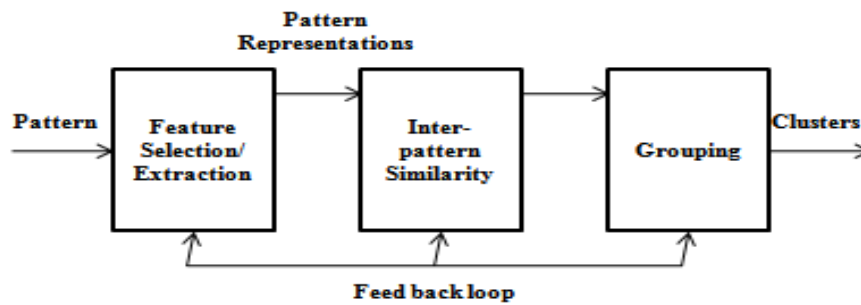 Pattern
Representations
Pattern
Feature
Selection/
Extraction
Inter-
pattern
Similarity
Grouping
Clusters
Feed back loop